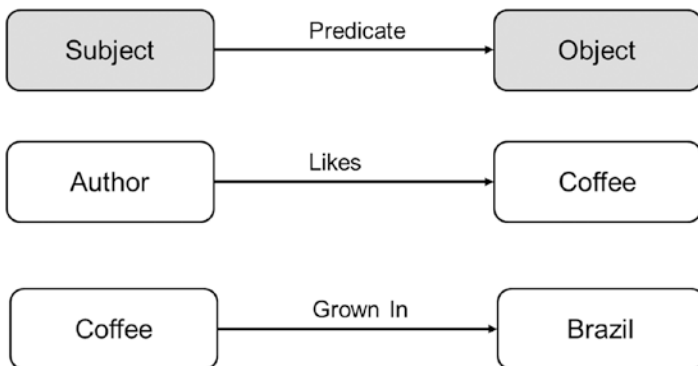 Subject Predicate Object
Author Likes Coffee
Coffee Grown In Brazil